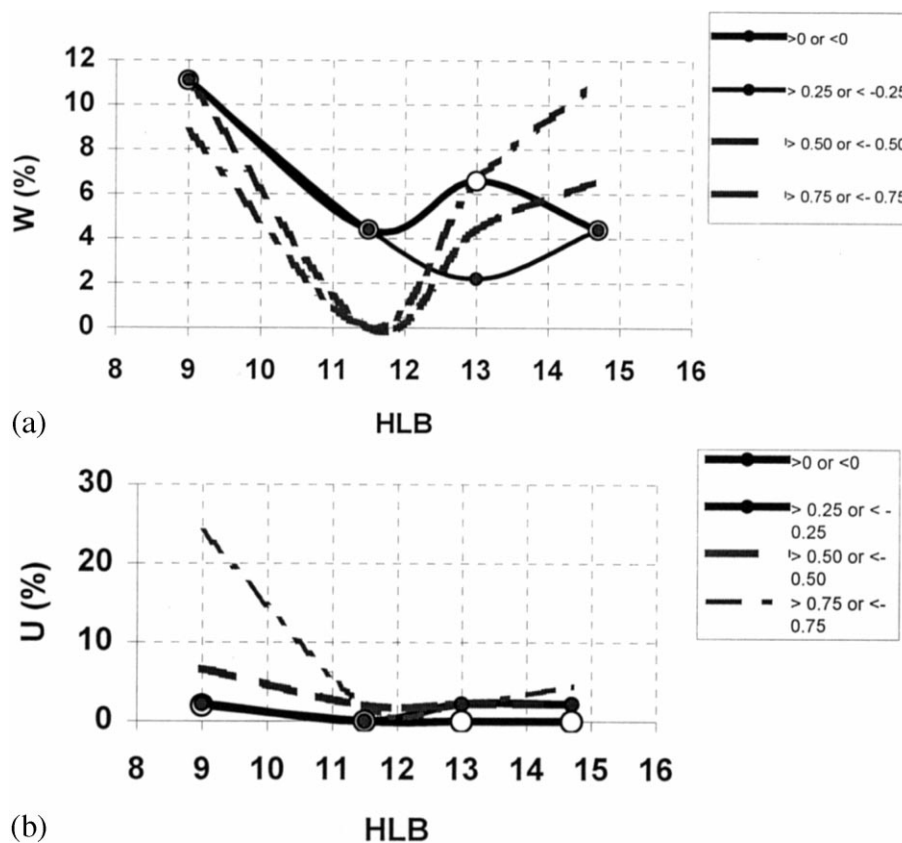 (a)
W (%)
12
10
8
6
4
2
0
8 9 10 11 12 13 14 15 16
HLB
>0 or <0
> 0.25 or < -0.25
> 0.50 or <- 0.50
> 0.75 or <- 0.75
(b)
U (%)
30
20
10
0
8 9 10 11 12 13 14 15 16
HLB
>0 or <0
> 0.25 or < -
0.25
> 0.50 or <-
0.50
> 0.75 or <-
0.75